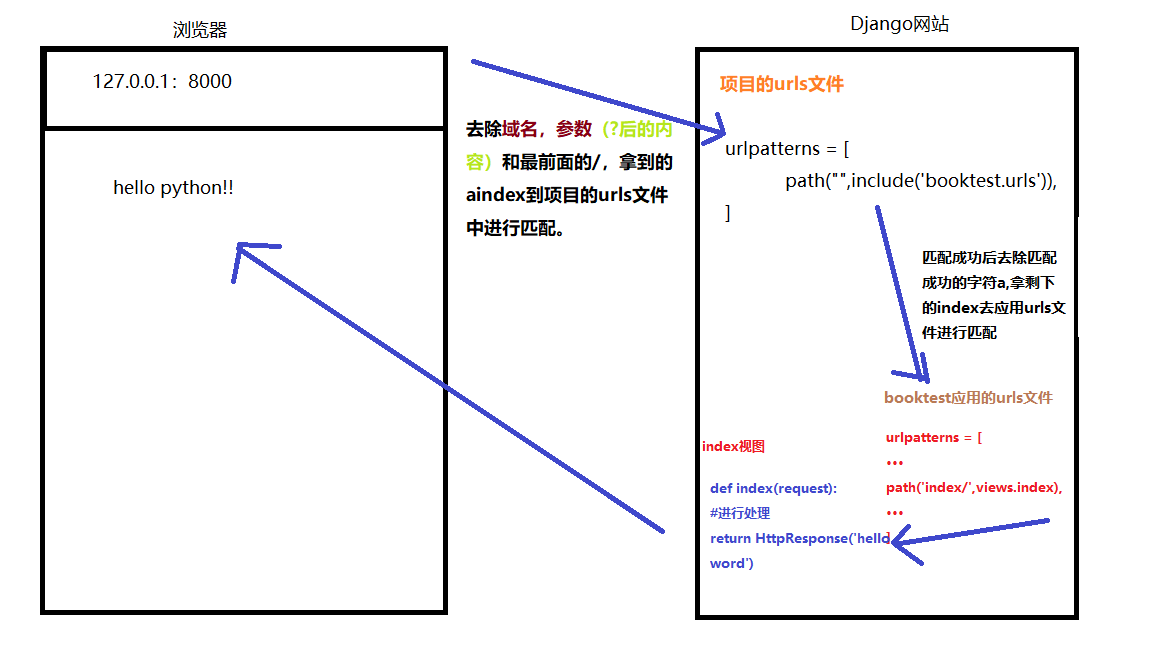 浏览器
127.0.0.1：8000
hello python!!
去除域名，参数（?后的内
容）和最前面的/，拿到的
aindex到项目的urls文件
中进行匹配。
Django网站
项目的urls文件
urlpatterns = [
path("",include('booktest.urls')),
]
匹配成功后去除匹配
成功的字符a,拿剩下
的index去应用urls文
件进行匹配
booktest应用的urls文件
urlpatterns = [
...
path('index/',views.index),
...
]
index视图
def index(request):
#进行处理
return HttpResponse('hello
word')